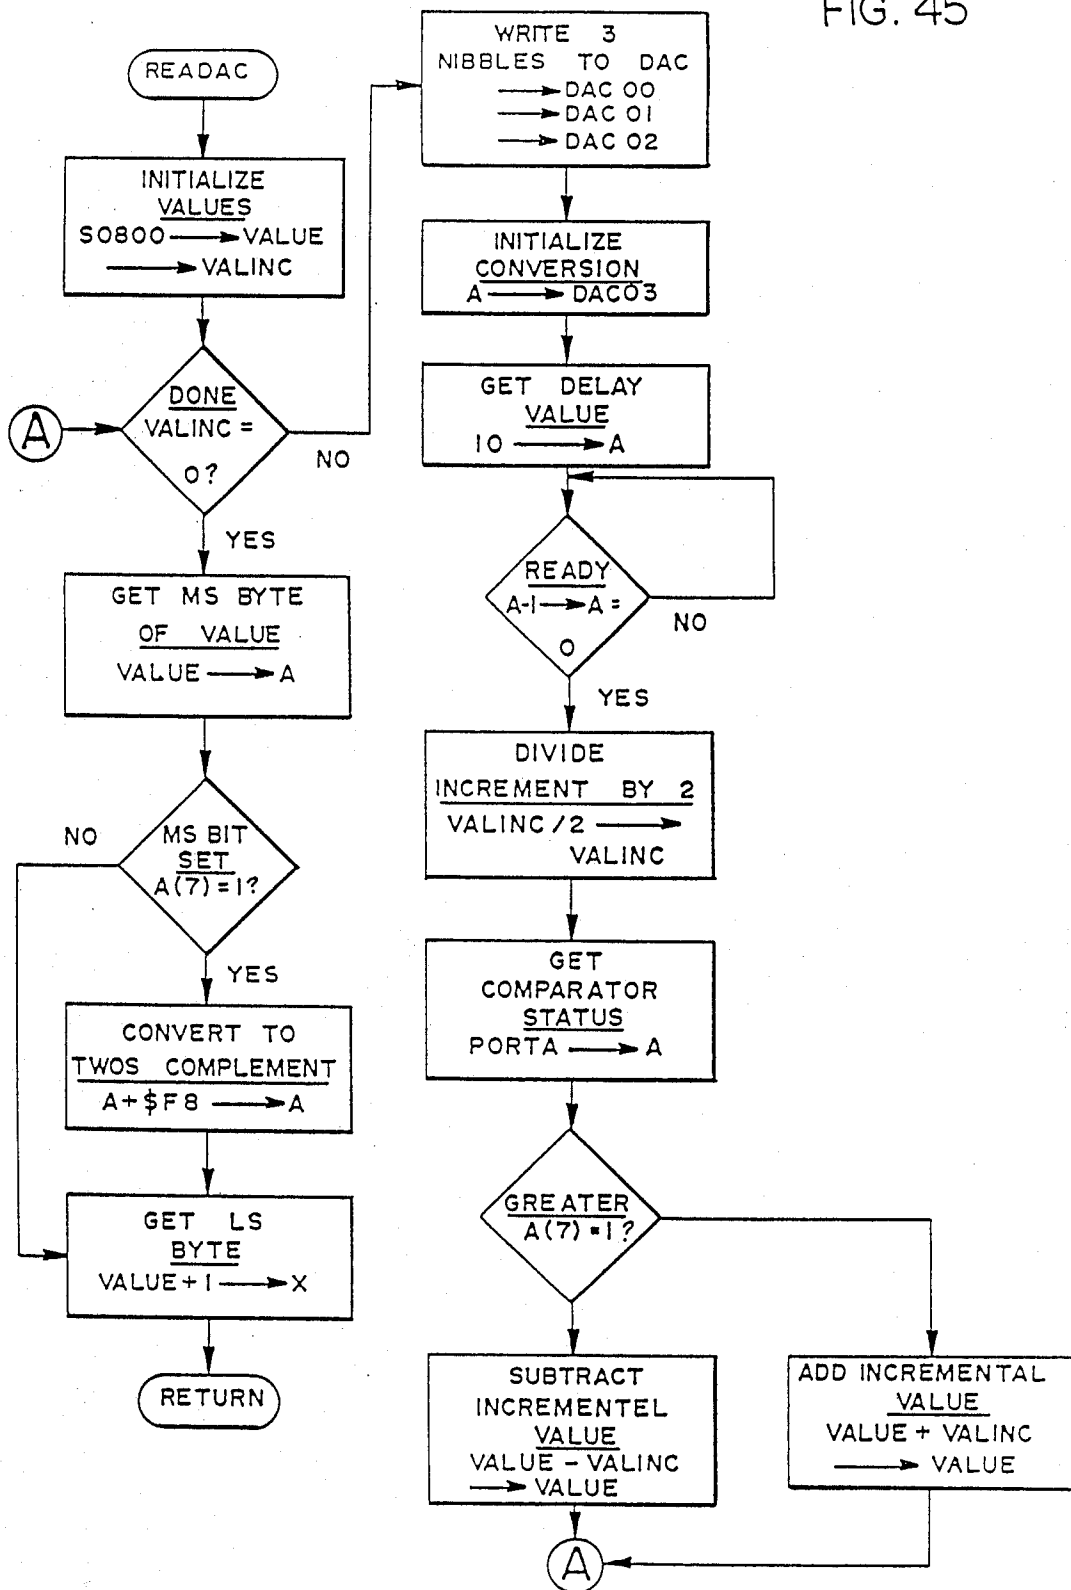 FIG. 45
READAC
INITIALIZE
VALUES
S0800 → VALUE
→ VALINC
A
DONE
VALINC =
0?
NO
YES
GET MS BYTE
OF VALUE
VALUE → A
MS BIT
SET
A(7)=1?
NO
YES
CONVERT TO
TWOS COMPLEMENT
A+$F8 → A
GET LS
BYTE
VALUE+1 → X
RETURN
WRITE 3
NIBBLES TO DAC
→ DAC 00
→ DAC 01
→ DAC 02
INITIALIZE
CONVERSION
A → DAC03
GET DELAY
VALUE
10 → A
READY
A-1 → A =
0
NO
YES
DIVIDE
INCREMENT BY 2
VALINC/2 →
VALINC
GET
COMPARATOR
STATUS
PORTA → A
GREATER
A(7)=1?
SUBTRACT
INCREMENTEL
VALUE
VALUE - VALINC
→ VALUE
ADD INCREMENTAL
VALUE
VALUE + VALINC
→ VALUE
A